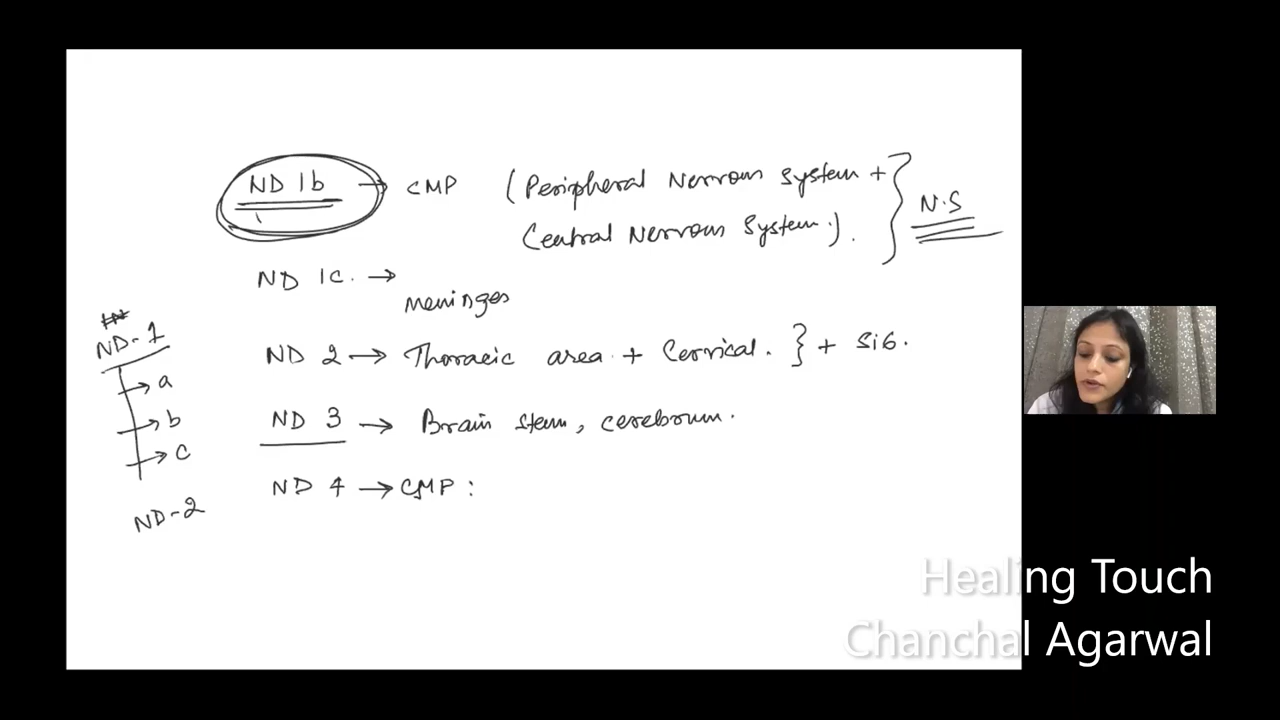 ND 1b → CMP (Peripheral Nervous System +
Central Nervous System). } N.S
ND 1c. →
meninges
ND-1
→ a
→ b
→ c
ND-2
ND 2 → Thoracic area + Cervical. } + Si6.
ND 3 → Brain stem, cerebrum.
ND 4 → CMP :
Healing Touch
Chanchal Agarwal